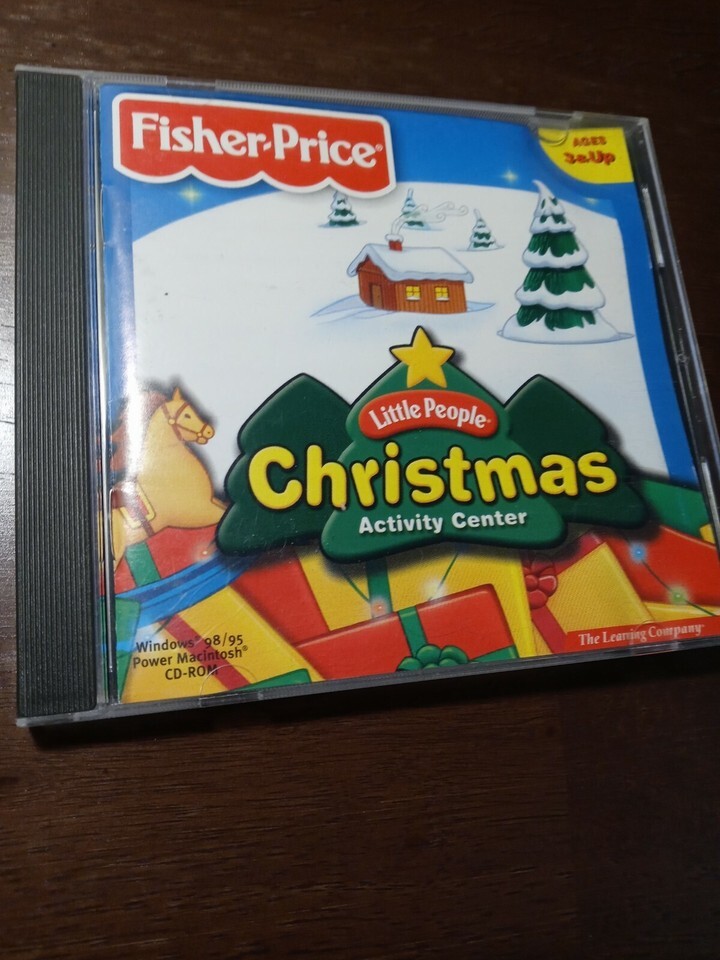 Fisher-Price®
AGES
3&Up
Little People®
Christmas
Activity Center
Windows® 98/95
Power Macintosh®
CD-ROM
The Learning Company®